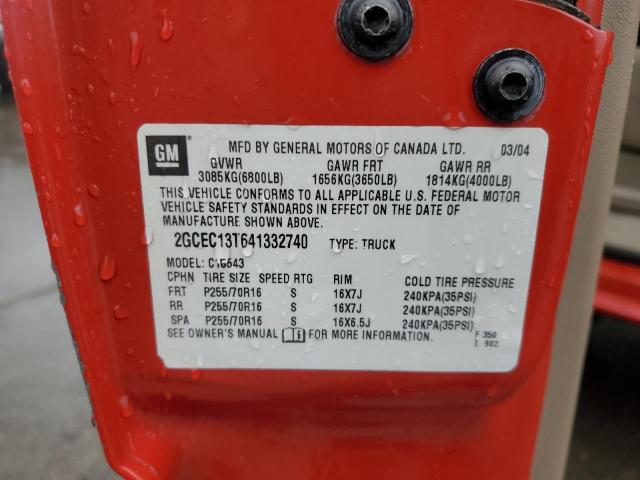 GM
MFD BY GENERAL MOTORS OF CANADA LTD. 03/04
GVWR GAWR FRT GAWR RR
3085KG(6800LB) 1656KG(3650LB) 1814KG(4000LB)
THIS VEHICLE CONFORMS TO ALL APPLICABLE U.S. FEDERAL MOTOR
VEHICLE SAFETY STANDARDS IN EFFECT ON THE DATE OF
MANUFACTURE SHOWN ABOVE.
2GCEC13T641332740 TYPE: TRUCK
MODEL:
CPHN TIRE SIZE SPEED RTG RIM COLD TIRE PRESSURE
FRT P255/70R16 S 16X7J 240KPA(35PSI)
RR P255/70R16 S 16X7J 240KPA(35PSI)
SPA P255/70R16 S 16X6.5J 240KPA(35PSI)
SEE OWNER'S MANUAL FOR MORE INFORMATION. F 350
902